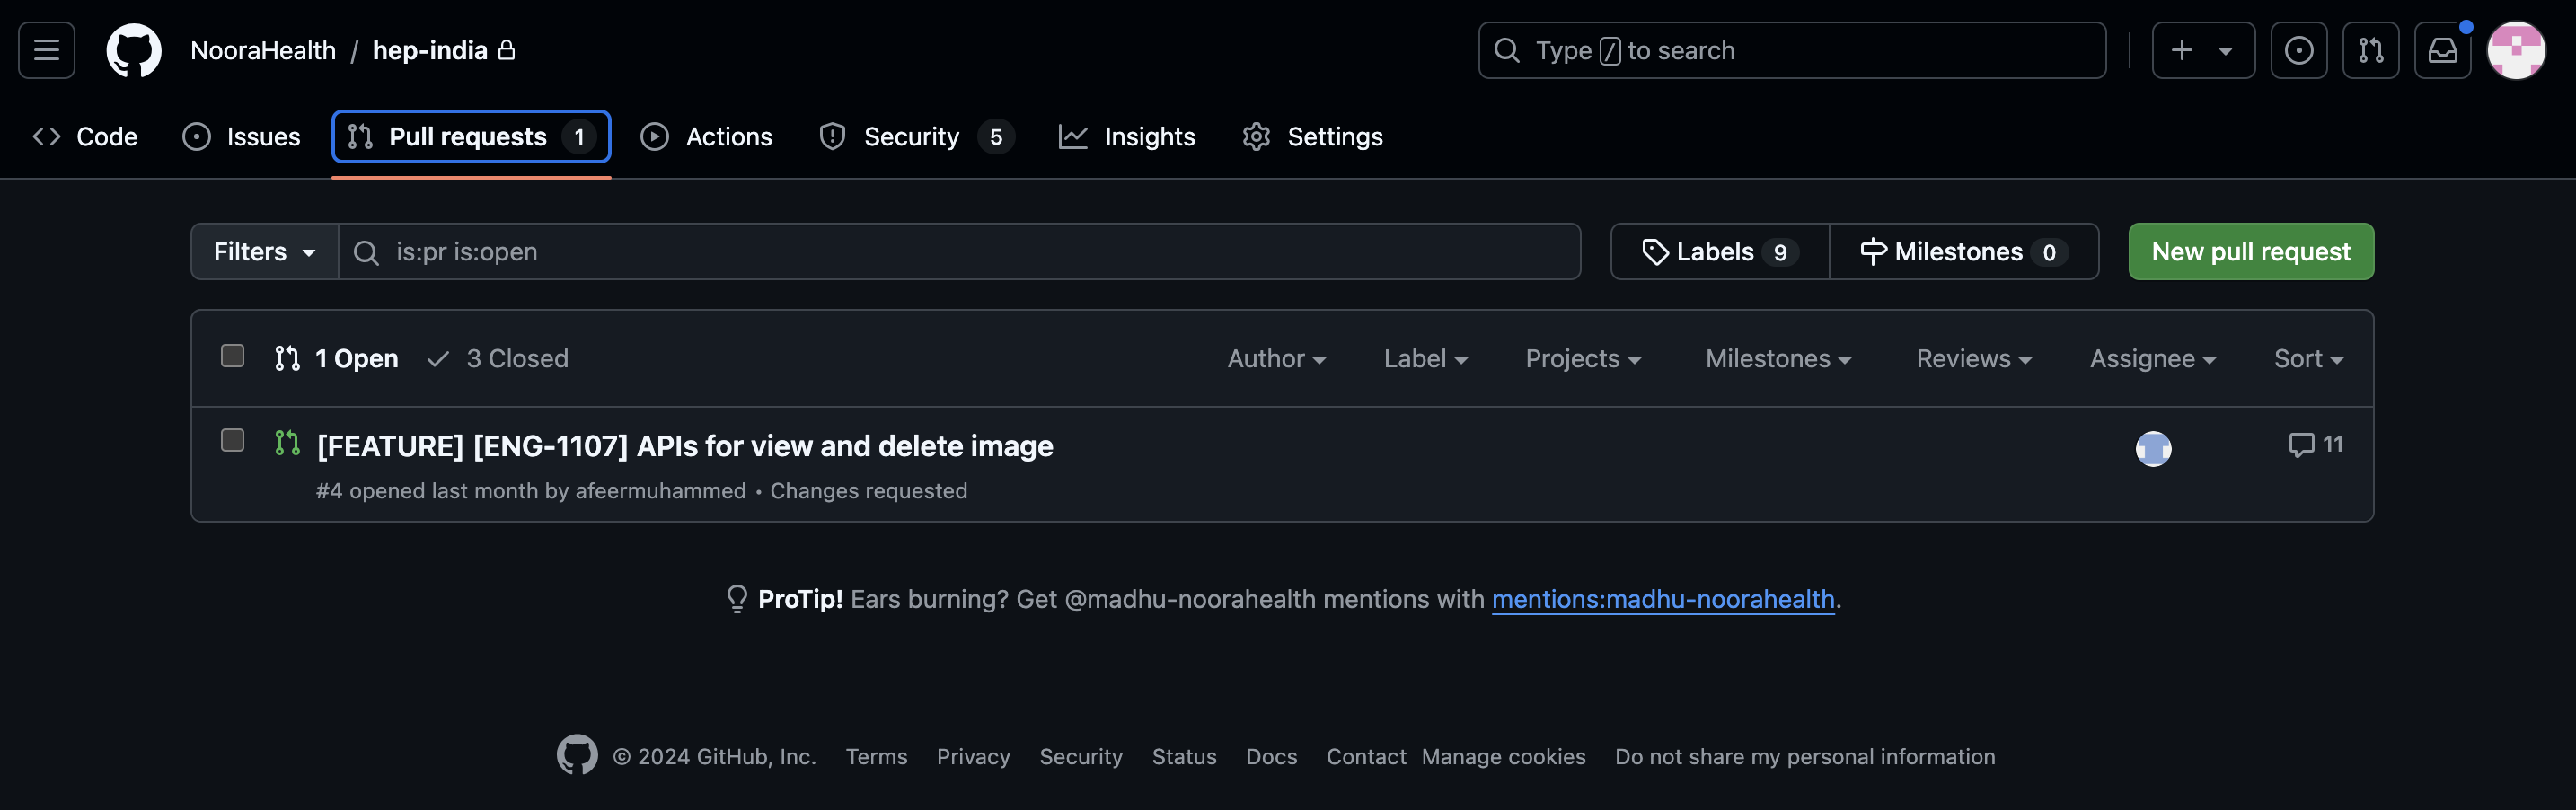 NooraHealth / hep-india
Type / to search
Code
Issues
Pull requests 1
Actions
Security 5
Insights
Settings
Filters
is:pr is:open
Labels 9
Milestones 0
New pull request
1 Open
3 Closed
Author
Label
Projects
Milestones
Reviews
Assignee
Sort
[FEATURE] [ENG-1107] APIs for view and delete image
11
#4 opened last month by afeermuhammed • Changes requested
ProTip! Ears burning? Get @madhu-noorahealth mentions with mentions:madhu-noorahealth.
© 2024 GitHub, Inc.
Terms
Privacy
Security
Status
Docs
Contact
Manage cookies
Do not share my personal information